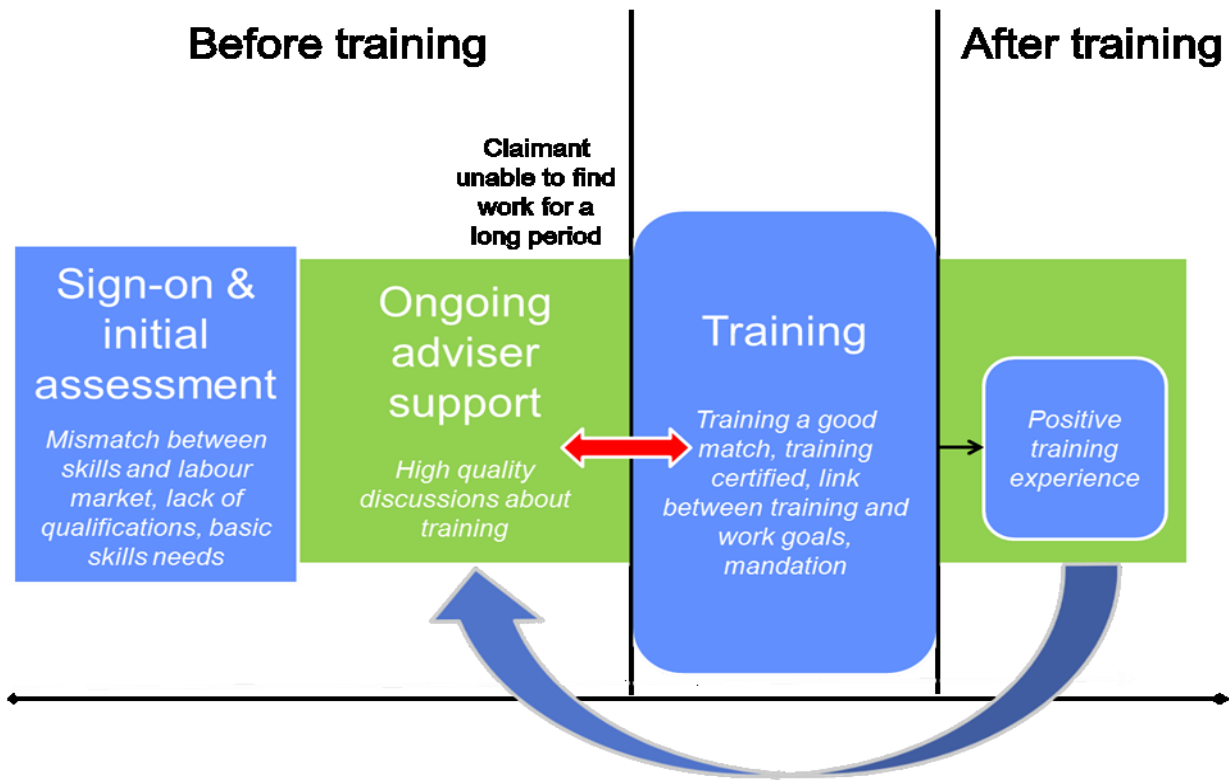 Before training
After training
Claimant
unable to find
work for a
long period
Sign-on &
initial
assessment
Mismatch between
skills and labour
market, lack of
qualifications, basic
skills needs
Ongoing
adviser
support
High quality
discussions about
training
Training
Training a good
match, training
certified, link
between training and
work goals,
mandation
Positive
training
experience